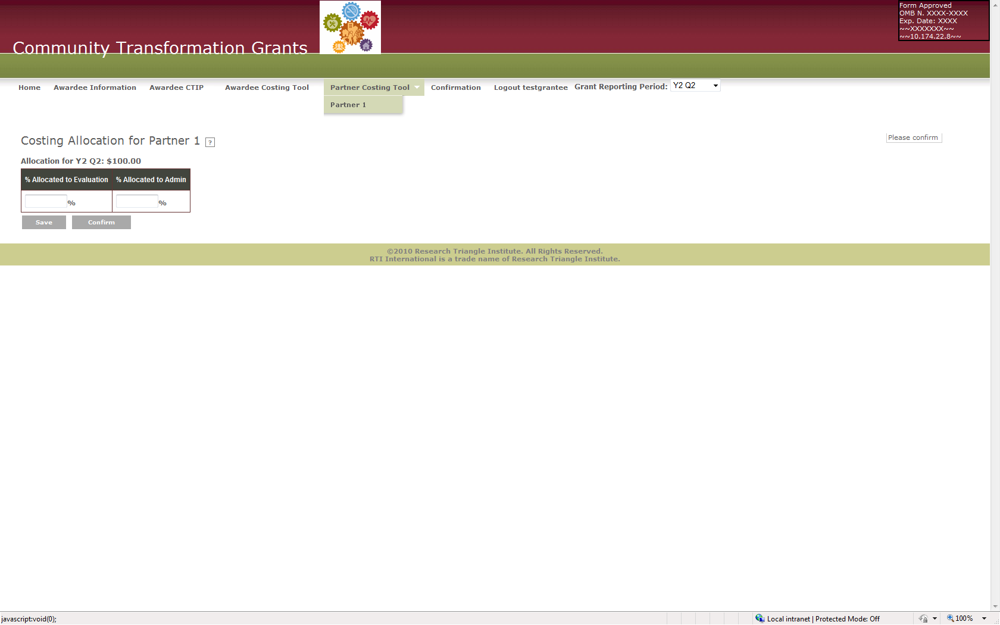 Form Approved
OMB N. XXXX-XXXX
Exp. Date: XXXX
~~XXXXXXX~~
~~10.174.22.8~~
Community Transformation Grants
Home Awardee Information Awardee CTIP Awardee Costing Tool Partner Costing Tool Confirmation Logout testgrantee Grant Reporting Period: Y2 Q2
Partner 1
Costing Allocation for Partner 1 ?
Please confirm
Allocation for Y2 Q2: $100.00
% Allocated to Evaluation % Allocated to Admin
% %
Save Confirm
©2010 Research Triangle Institute. All Rights Reserved.
RTI International is a trade name of Research Triangle Institute.
javascript:void(0); Local intranet | Protected Mode: Off 100%